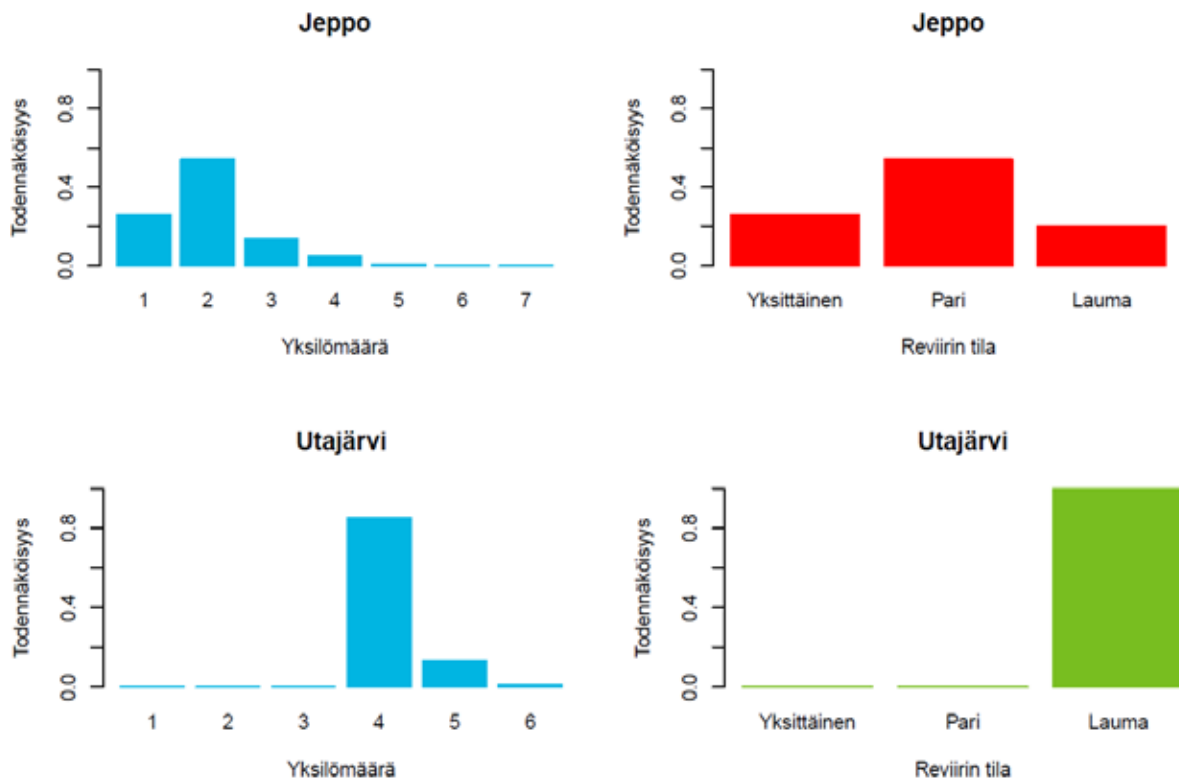 Jeppo
Todennäköisyys
0.0 0.4 0.8
1 2 3 4 5 6 7
Yksilömäärä
Jeppo
Todennäköisyys
0.0 0.4 0.8
Yksittäinen Pari Lauma
Reviirin tila
Utajärvi
Todennäköisyys
0.0 0.4 0.8
1 2 3 4 5 6
Yksilömäärä
Utajärvi
Todennäköisyys
0.0 0.4 0.8
Yksittäinen Pari Lauma
Reviirin tila